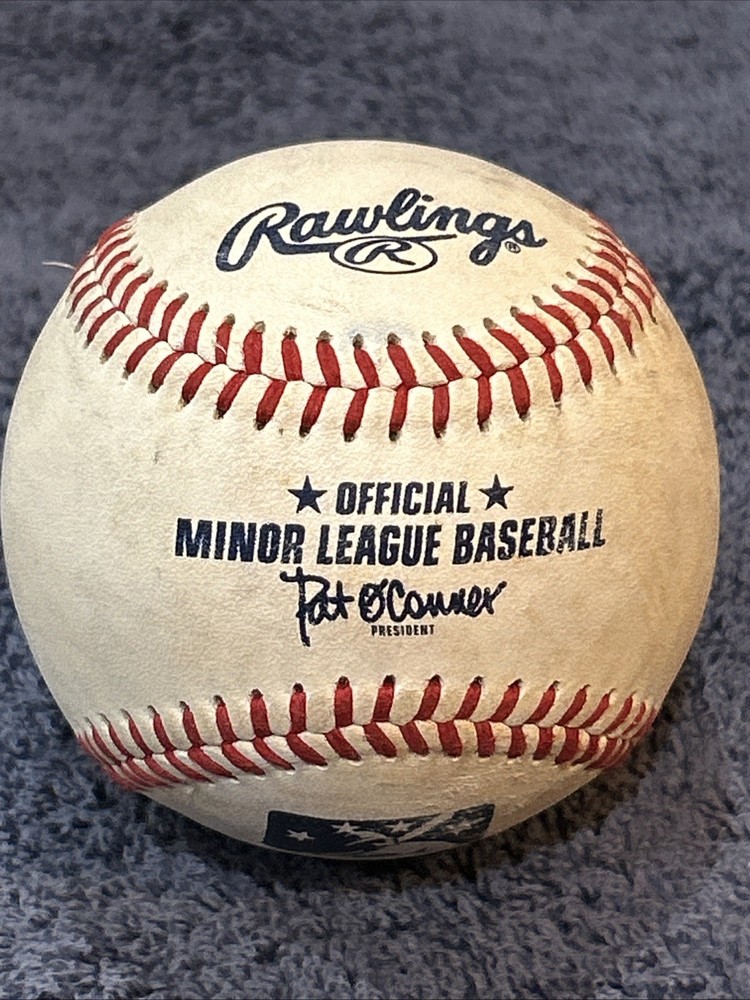 Rawlings®
R
★ OFFICIAL ★
MINOR LEAGUE BASEBALL
Pat O'Conner
PRESIDENT